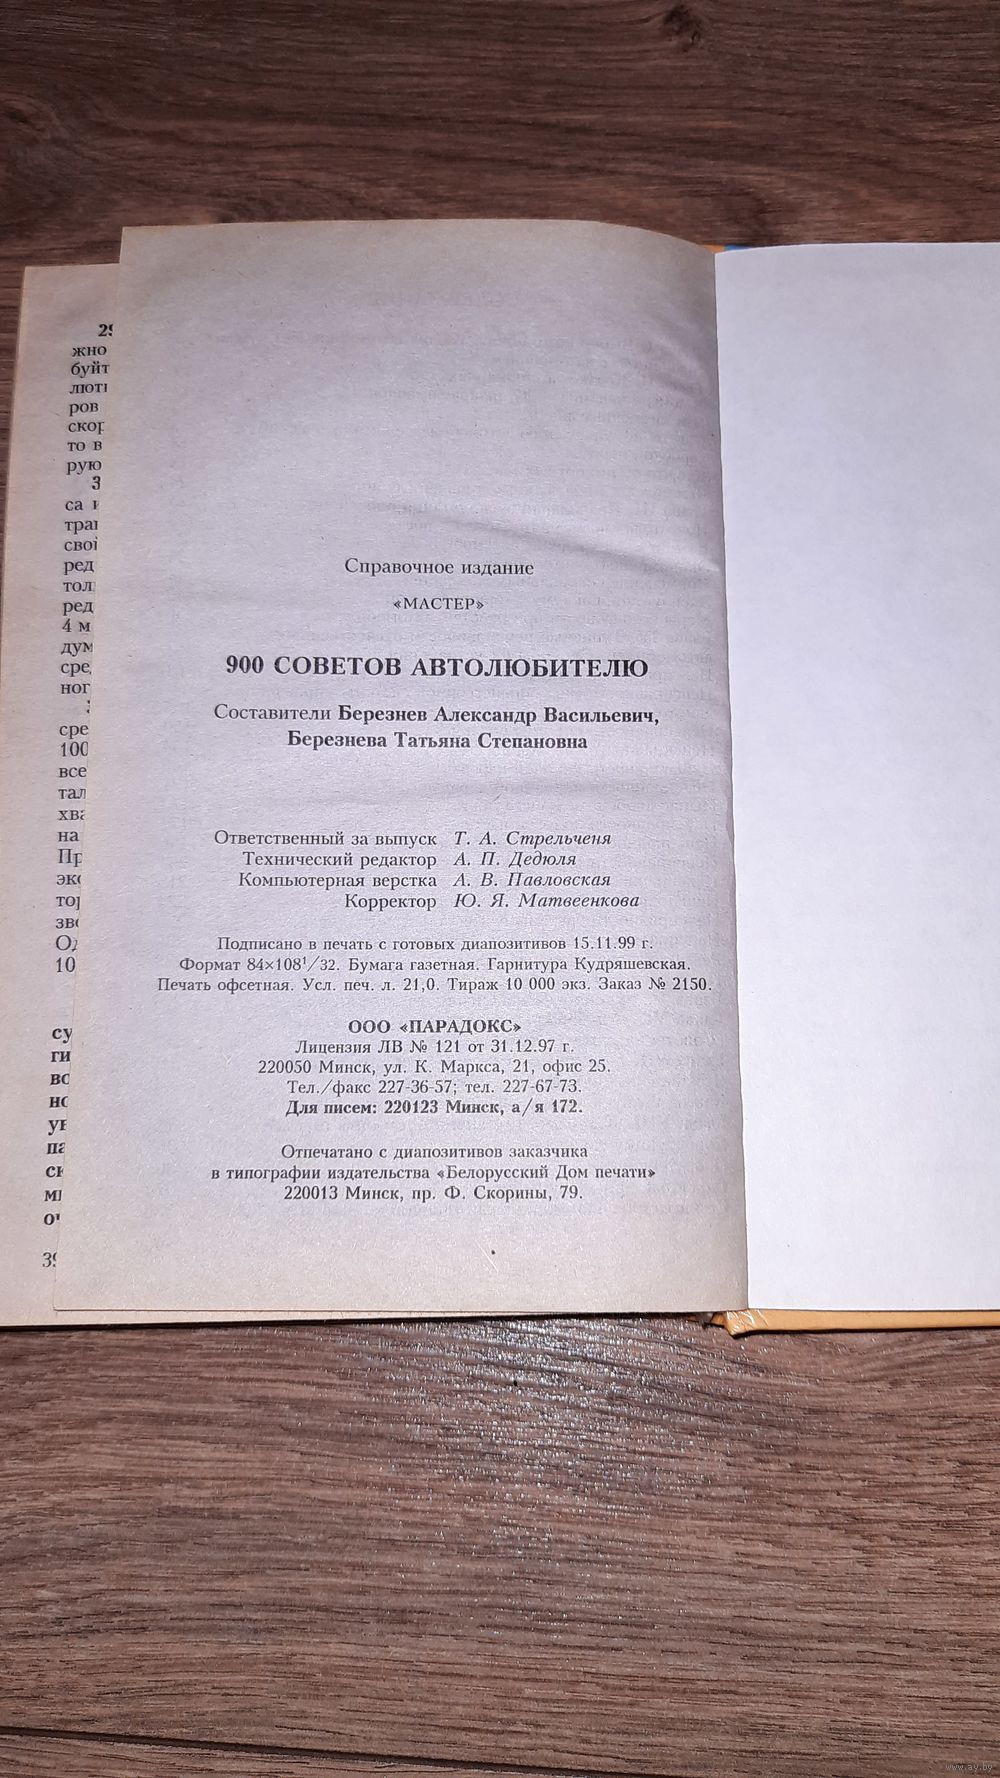 Справочное издание
«МАСТЕР»
900 СОВЕТОВ АВТОЛЮБИТЕЛЮ
Составители Березнев Александр Васильевич,
Березнева Татьяна Степановна
Ответственный за выпуск Т. А. Стрельченя
Технический редактор А. П. Дедюля
Компьютерная верстка А. В. Павловская
Корректор Ю. Я. Матвеенкова
Подписано в печать с готовых диапозитивов 15.11.99 г.
Формат 84×108¹/32. Бумага газетная. Гарнитура Кудряшевская.
Печать офсетная. Усл. печ. л. 21,0. Тираж 10 000 экз. Заказ № 2150.
ООО «ПАРАДОКС»
Лицензия ЛВ № 121 от 31.12.97 г.
220050 Минск, ул. К. Маркса, 21, офис 25.
Тел./факс 227-36-57; тел. 227-67-73.
Для писем: 220123 Минск, а/я 172.
Отпечатано с диапозитивов заказчика
в типографии издательства «Белорусский Дом печати»
220013 Минск, пр. Ф. Скорины, 79.
www.ay.by